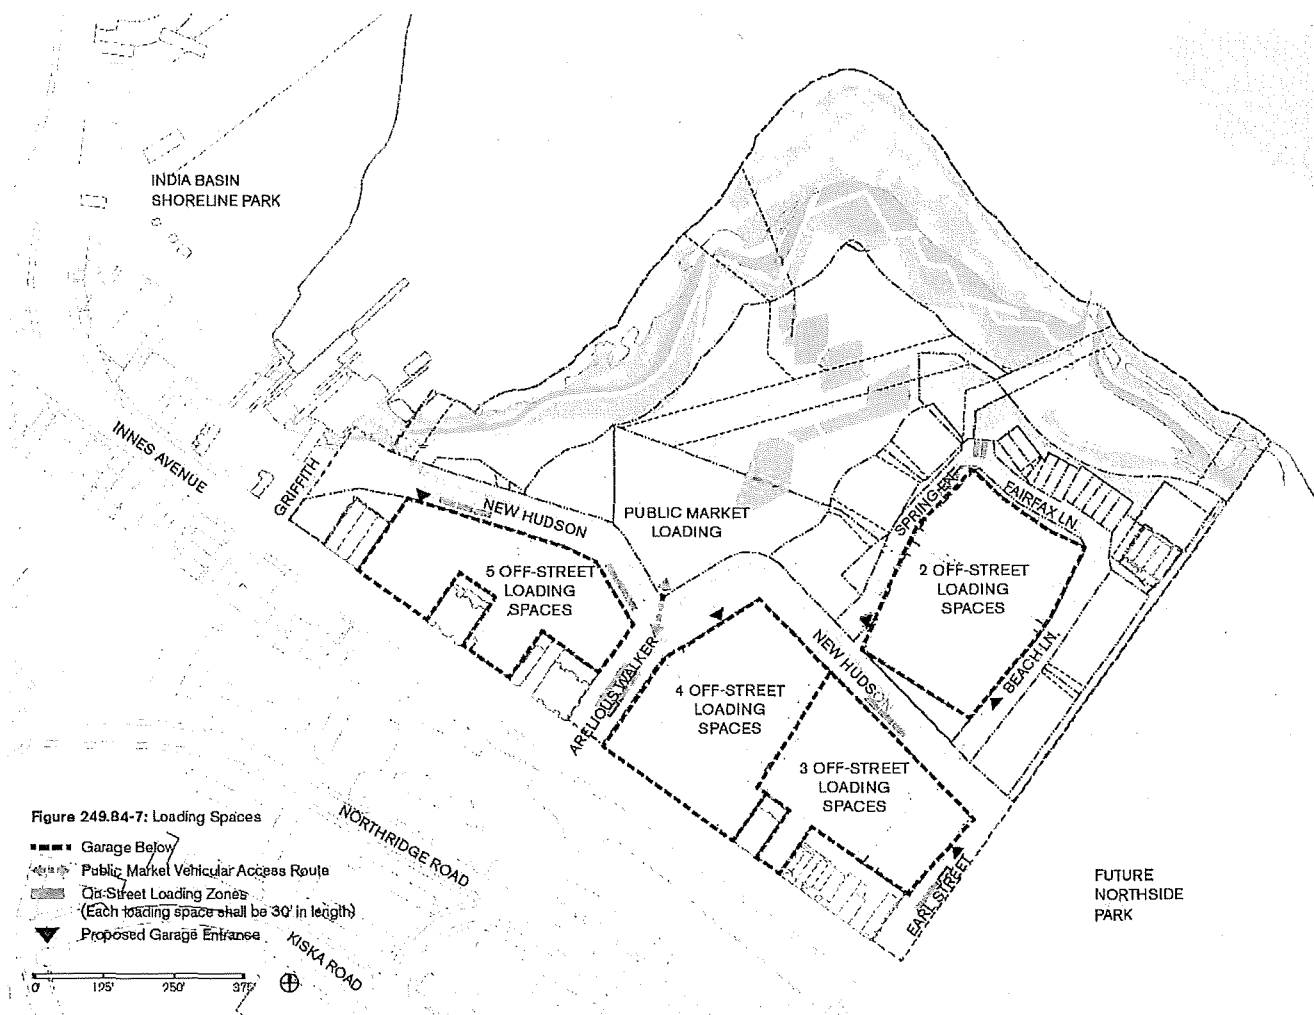 INDIA BASIN
SHORELINE PARK
INNES AVENUE
GRIFFITH
NEW HUDSON
PUBLIC MARKET
LOADING
SPRING LN.
FAIRFAX LN.
5 OFF-STREET
LOADING
SPACES
2 OFF-STREET
LOADING
SPACES
ARELIOUS WALKER
NEW HUDSON
BEACH LN.
4 OFF-STREET
LOADING
SPACES
3 OFF-STREET
LOADING
SPACES
EARL STREET
FUTURE
NORTHSIDE
PARK
NORTHRIDGE ROAD
KISKA ROAD
Figure 249.84-7: Loading Spaces
Garage Below
Public Market Vehicular Access Route
On-Street Loading Zones
(Each loading space shall be 30' in length)
Proposed Garage Entrance
0' 125' 250' 375'